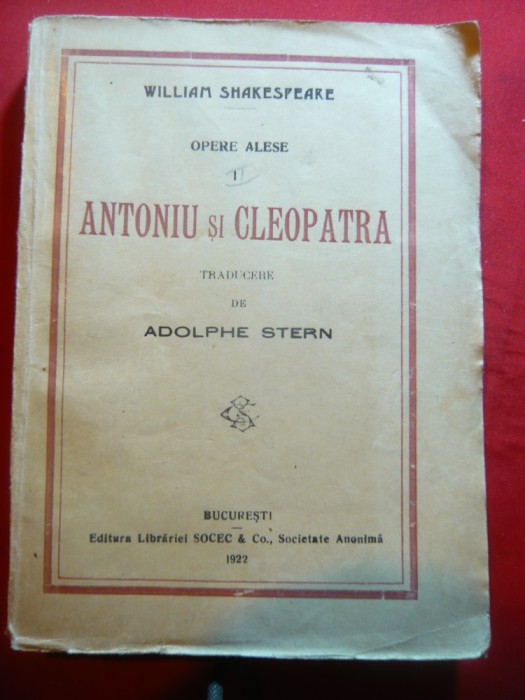 WILLIAM SHAKESPEARE
OPERE ALESE
I
ANTONIU ȘI CLEOPATRA
TRADUCERE
DE
ADOLPHE STERN
BUCUREȘTI
Editura Librăriei SOCEC & Co., Societate Anonimă
1922